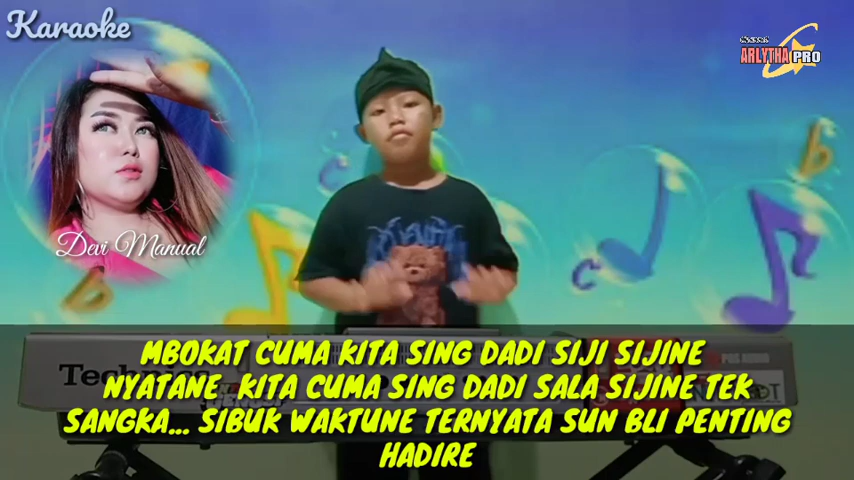 Karaoke
ARLYTHA PRO
Devi Manual
Technics
MBOKAT CUMA KITA SING DADI SIJI SIJINE
NYATANE KITA CUMA SING DADI SALA SIJINE TEK
SANGKA... SIBUK WAKTUNE TERNYATA SUN BLI PENTING
HADIRE